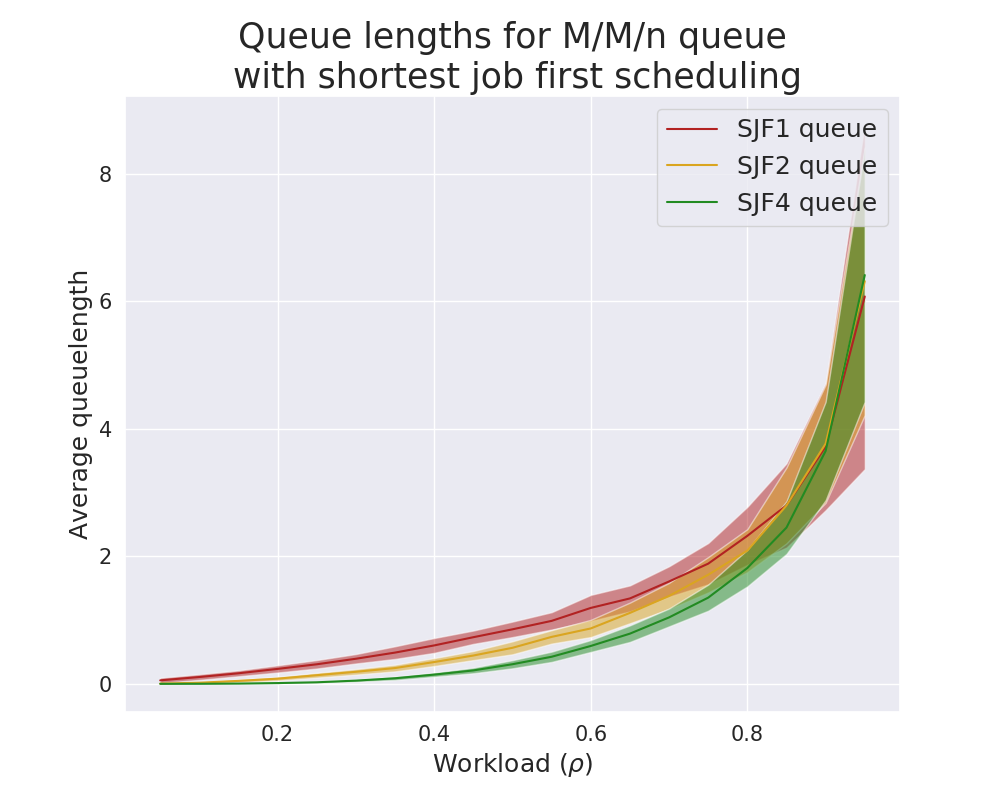 Queue lengths for M/M/n queue
with shortest job first scheduling
SJF1 queue
SJF2 queue
SJF4 queue
Average queuelength
8
6
4
2
0
0.2
0.4
0.6
0.8
Workload (ρ)